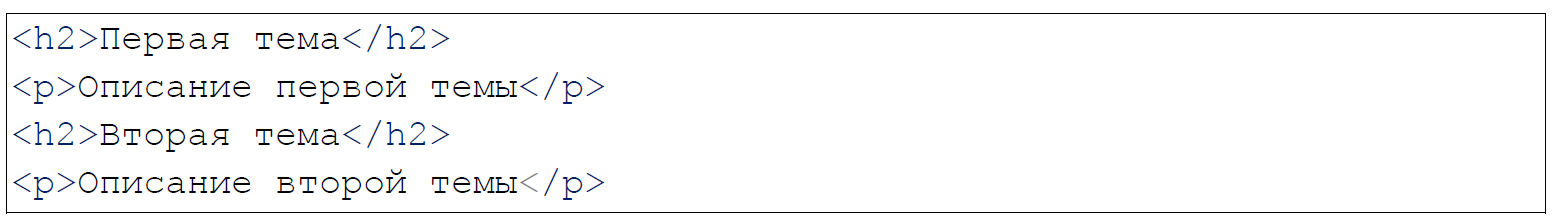 <h2>Первая тема</h2>
<p>Описание первой темы</p>
<h2>Вторая тема</h2>
<p>Описание второй темы</p>